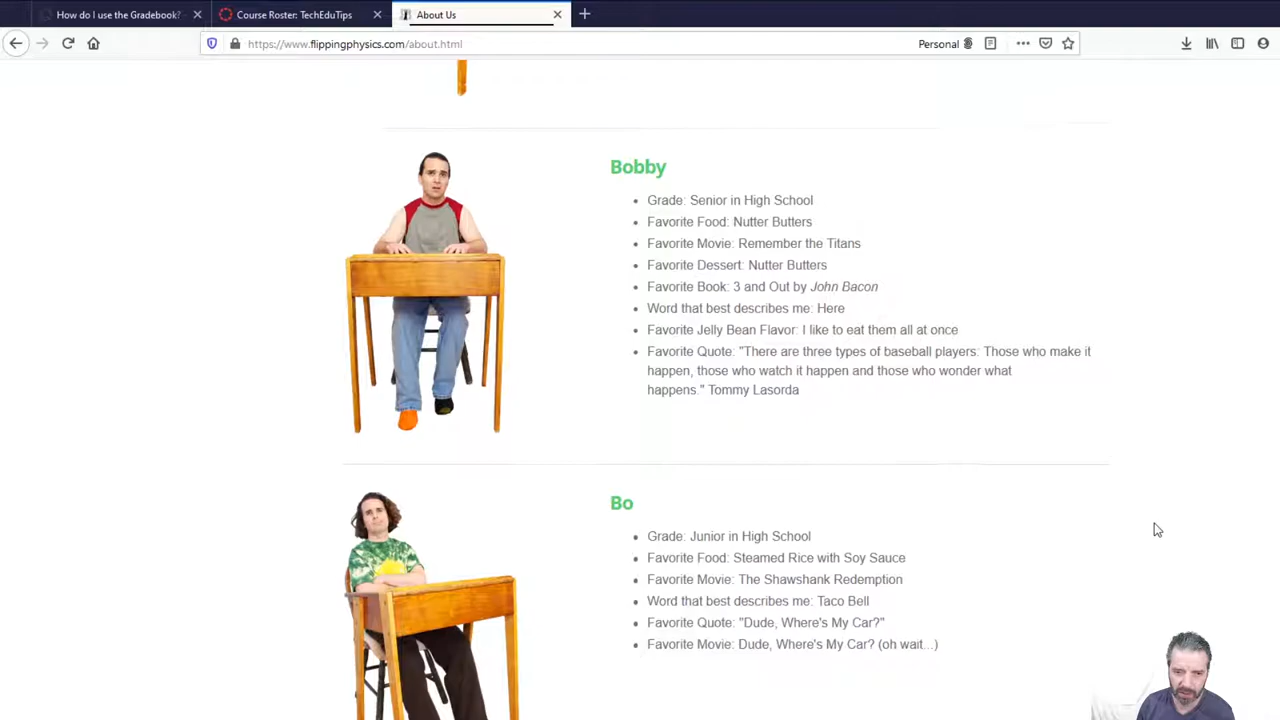 How do I use the Gradebook?
Course Roster: TechEduTips
About Us
https://www.flippingphysics.com/about.html
Personal
Bobby
Grade: Senior in High School
Favorite Food: Nutter Butters
Favorite Movie: Remember the Titans
Favorite Dessert: Nutter Butters
Favorite Book: 3 and Out by John Bacon
Word that best describes me: Here
Favorite Jelly Bean Flavor: I like to eat them all at once
Favorite Quote: "There are three types of baseball players: Those who make it
happen, those who watch it happen and those who wonder what
happens." Tommy Lasorda
Bo
Grade: Junior in High School
Favorite Food: Steamed Rice with Soy Sauce
Favorite Movie: The Shawshank Redemption
Word that best describes me: Taco Bell
Favorite Quote: "Dude, Where's My Car?"
Favorite Movie: Dude, Where's My Car? (oh wait...)